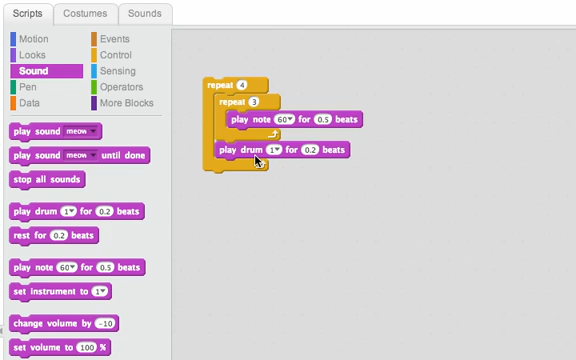 Scripts Costumes Sounds
Motion Events
Looks Control
Sound Sensing
Pen Operators
Data More Blocks
play sound meow
play sound meow until done
stop all sounds
play drum 1 for 0.2 beats
rest for 0.2 beats
play note 60 for 0.5 beats
set instrument to 1
change volume by -10
set volume to 100 %
repeat 4
repeat 3
play note 60 for 0.5 beats
play drum 1 for 0.2 beats